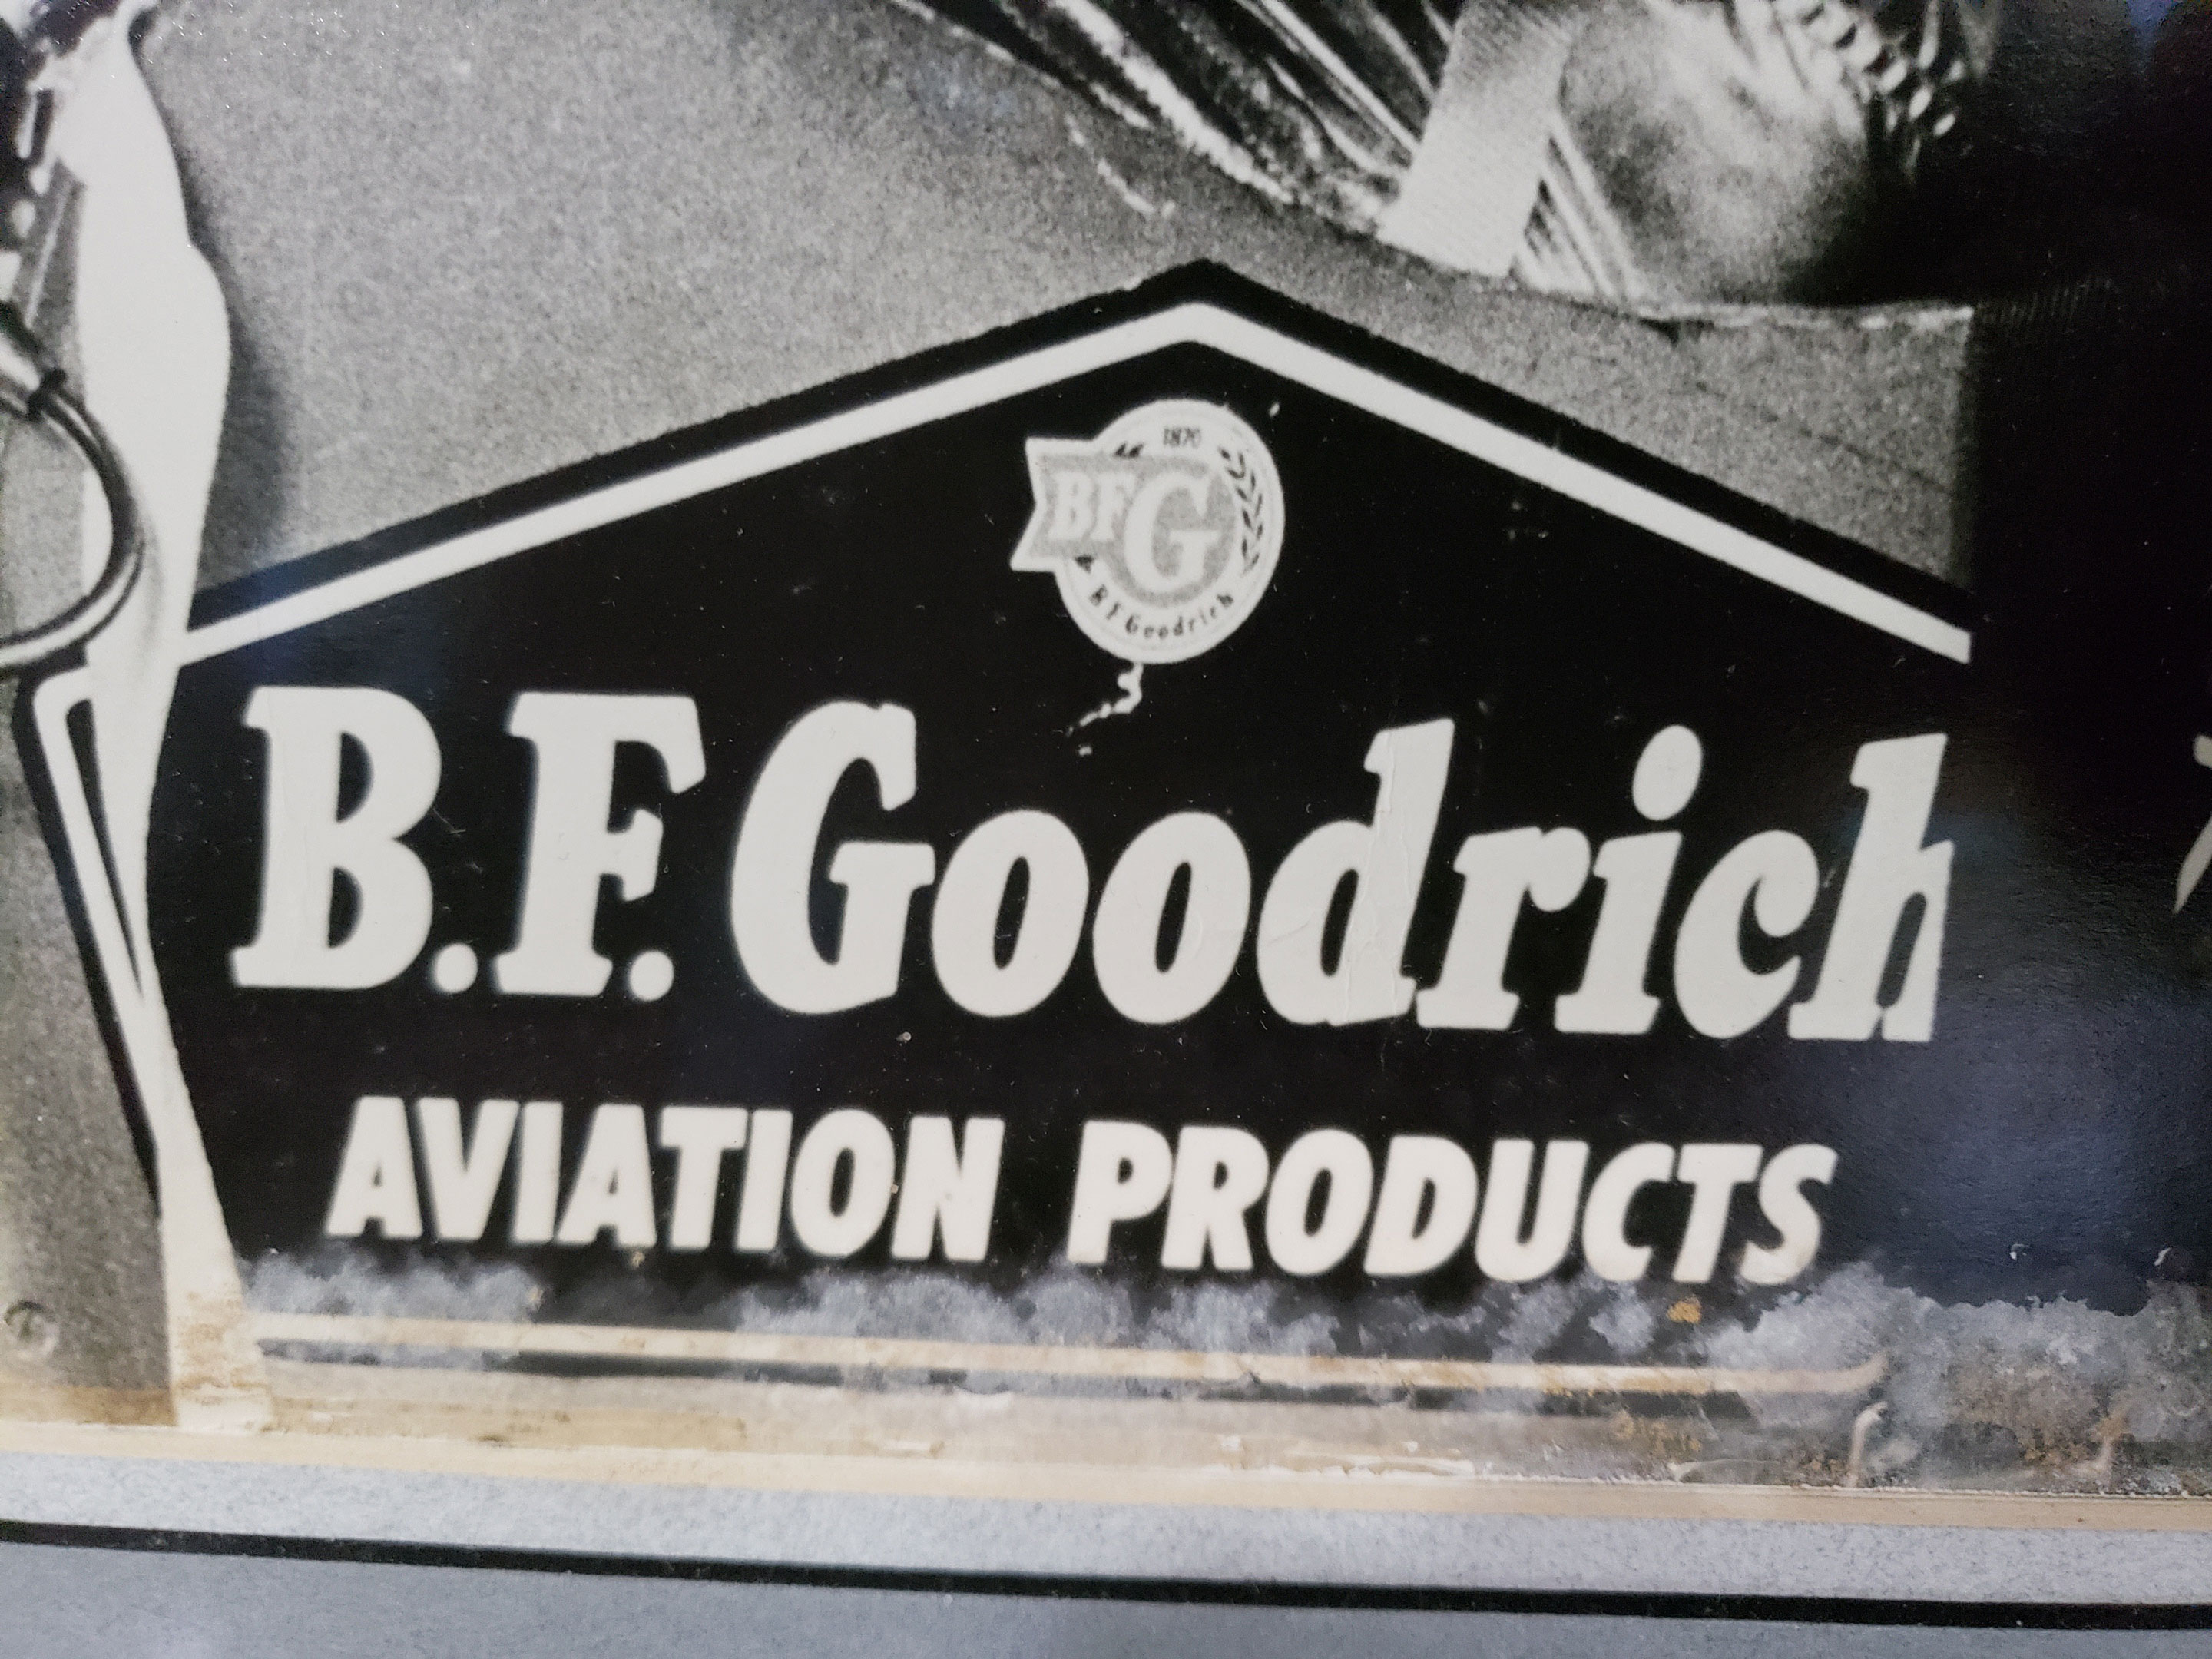 1870
BFG
B.F.Goodrich
B.F.Goodrich
AVIATION PRODUCTS